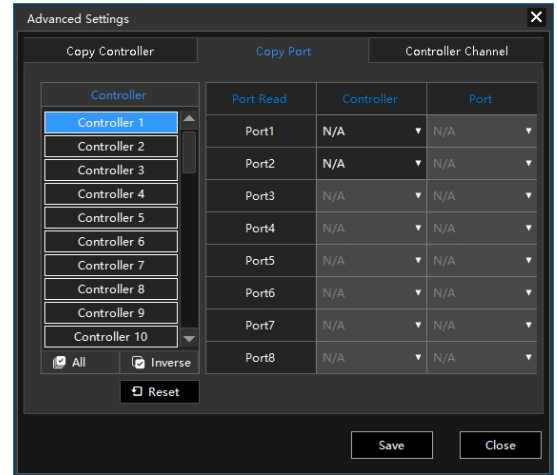 Advanced Settings
Copy Controller Copy Port Controller Channel
Controller Port Read Controller Port
Controller 1
Controller 2
Controller 3
Controller 4
Controller 5
Controller 6
Controller 7
Controller 8
Controller 9
Controller 10
All Inverse
Reset
Port1 N/A N/A
Port2 N/A N/A
Port3 N/A N/A
Port4 N/A N/A
Port5 N/A N/A
Port6 N/A N/A
Port7 N/A N/A
Port8 N/A N/A
Save Close